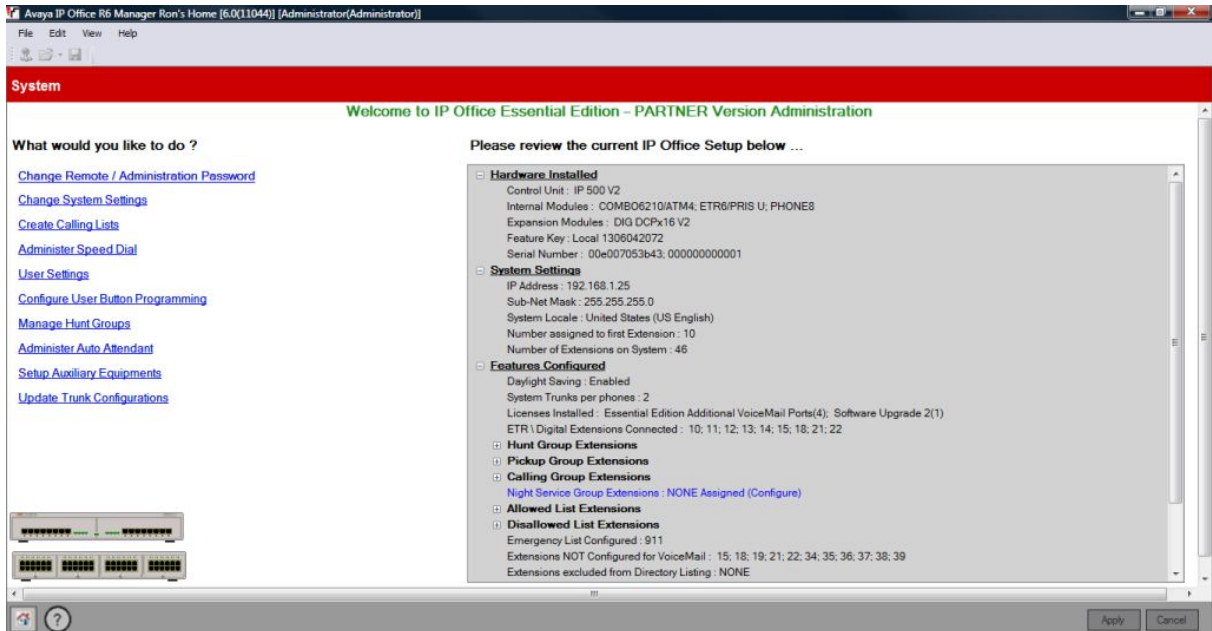 Avaya IP Office R6 Manager Ron's Home [6.0(11044)] [Administrator(Administrator)]
File Edit View Help
System
Welcome to IP Office Essential Edition – PARTNER Version Administration
What would you like to do ?
Change Remote / Administration Password
Change System Settings
Create Calling Lists
Administer Speed Dial
User Settings
Configure User Button Programming
Manage Hunt Groups
Administer Auto Attendant
Setup Auxiliary Equipments
Update Trunk Configurations
Please review the current IP Office Setup below ...
Hardware Installed
Control Unit : IP 500 V2
Internal Modules : COMBO6210/ATM4; ETR6/PRIS U; PHONE8
Expansion Modules : DIG DCPx16 V2
Feature Key : Local 1306042072
Serial Number : 00e007053b43; 000000000001
System Settings
IP Address : 192.168.1.25
Sub-Net Mask : 255.255.255.0
System Locale : United States (US English)
Number assigned to first Extension : 10
Number of Extensions on System : 46
Features Configured
Daylight Saving : Enabled
System Trunks per phones : 2
Licenses Installed : Essential Edition Additional VoiceMail Ports(4); Software Upgrade 2(1)
ETR \ Digital Extensions Connected : 10; 11; 12; 13; 14; 15; 18; 21; 22
Hunt Group Extensions
Pickup Group Extensions
Calling Group Extensions
Night Service Group Extensions : NONE Assigned (Configure)
Allowed List Extensions
Disallowed List Extensions
Emergency List Configured : 911
Extensions NOT Configured for VoiceMail : 15; 18; 19; 21; 22; 34; 35; 36; 37; 38; 39
Extensions excluded from Directory Listing : NONE
Apply Cancel